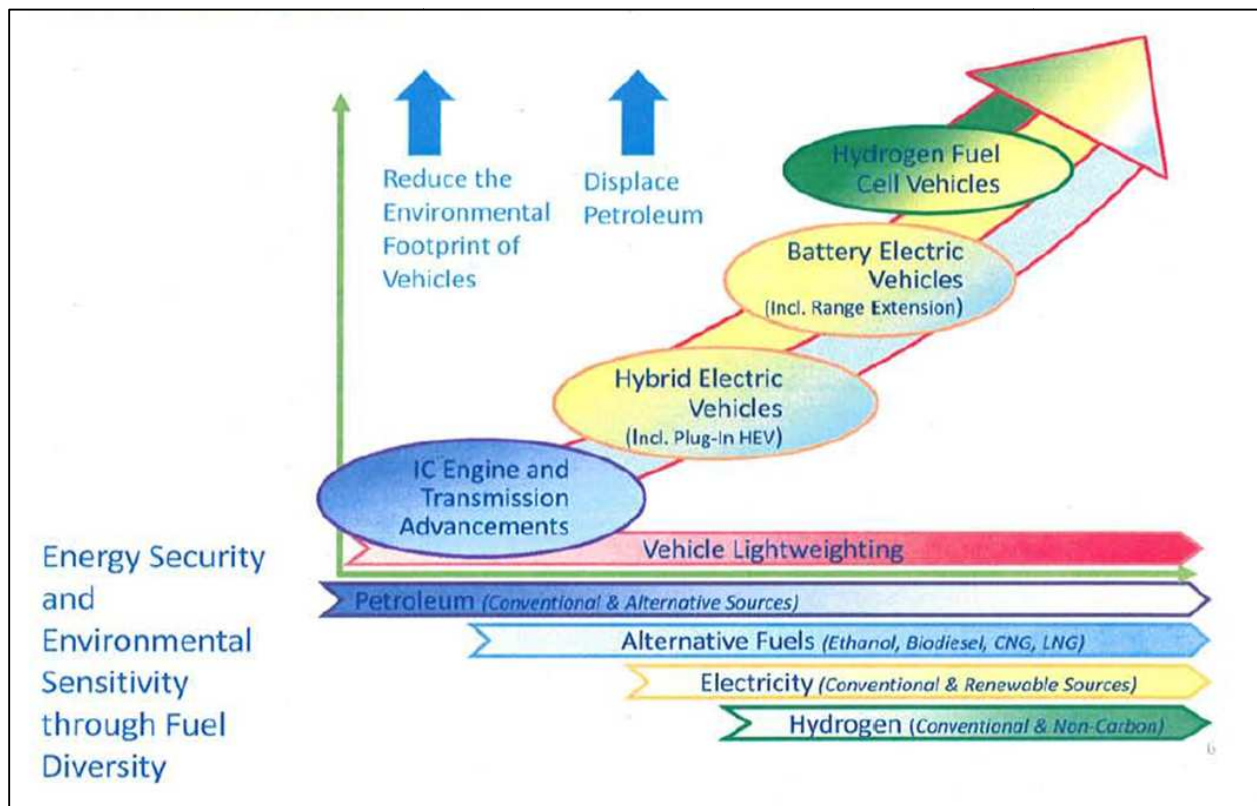 Reduce the
Environmental
Footprint of
Vehicles
Displace
Petroleum
Hydrogen Fuel
Cell Vehicles
Battery Electric
Vehicles
(Incl. Range Extension)
Hybrid Electric
Vehicles
(Incl. Plug-In HEV)
IC Engine and
Transmission
Advancements
Energy Security
and
Environmental
Sensitivity
through Fuel
Diversity
Vehicle Lightweighting
Petroleum (Conventional & Alternative Sources)
Alternative Fuels (Ethanol, Biodiesel, CNG, LNG)
Electricity (Conventional & Renewable Sources)
Hydrogen (Conventional & Non-Carbon)
6